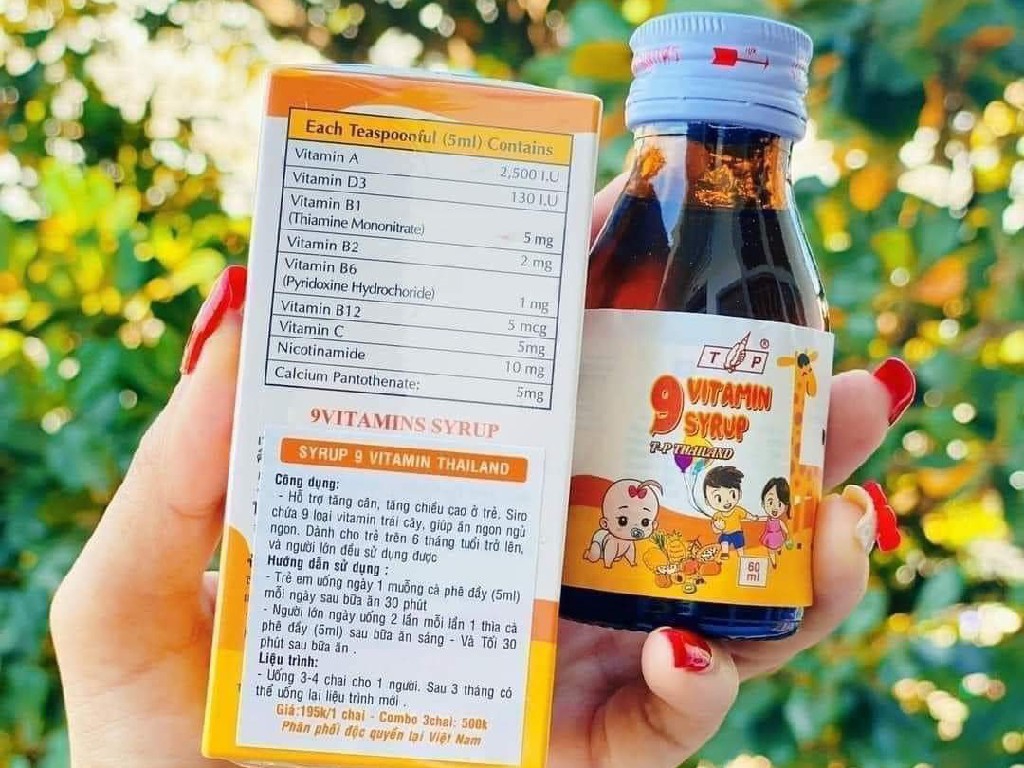 Each Teaspoonful (5ml) Contains
Vitamin A 2,500 I.U
Vitamin D3 130 I.U
Vitamin B1
(Thiamine Mononitrate) 5 mg
Vitamin B2 2 mg
Vitamin B6
(Pyridoxine Hydrochoride) 1 mg
Vitamin B12 5 mcg
Vitamin C 5mg
Nicotinamide 10 mg
Calcium Pantothenate: 5mg
9VITAMINS SYRUP
SYRUP 9 VITAMIN THAILAND
Công dụng:
- Hỗ trợ tăng cân, tăng chiều cao ở trẻ. Siro
chứa 9 loại vitamin trái cây, giúp ăn ngon ngủ
ngon. Dành cho trẻ trên 6 tháng tuổi trở lên,
và người lớn đều sử dụng được
Hướng dẫn sử dụng :
- Trẻ em uống ngày 1 muỗng cà phê đầy (5ml)
mỗi ngày sau bữa ăn 30 phút
- Người lớn ngày uống 2 lần mỗi lần 1 thìa cà
phê đầy (5ml) sau bữa ăn sáng - Và Tối 30
phút sau bữa ăn .
Liệu trình:
- Uống 3-4 chai cho 1 người. Sau 3 tháng có
thể uống lại liệu trình mới .
Giá:195k/1 chai - Combo 3chai: 500k
Phân phối độc quyền tại Việt Nam
T P ®
9 VITAMIN
SYRUP
T-P THAILAND
60
ml